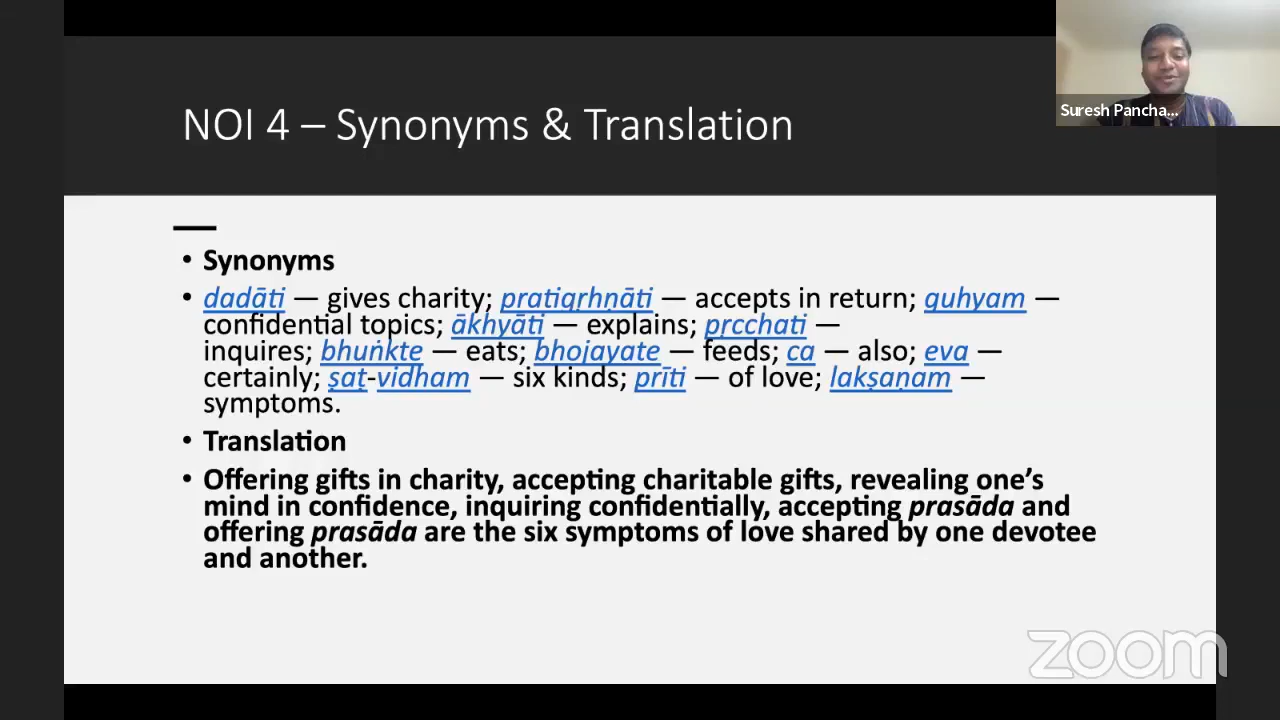 NOI 4 – Synonyms & Translation
Suresh Pancha...
• Synonyms
• dadāti — gives charity; pratigṛhṇāti — accepts in return; guhyam —
confidential topics; ākhyāti — explains; pṛcchati —
inquires; bhuṅkte — eats; bhojayate — feeds; ca — also; eva —
certainly; ṣaṭ-vidham — six kinds; prīti — of love; lakṣaṇam —
symptoms.
• Translation
• Offering gifts in charity, accepting charitable gifts, revealing one’s
mind in confidence, inquiring confidentially, accepting prasāda and
offering prasāda are the six symptoms of love shared by one devotee
and another.
zoom